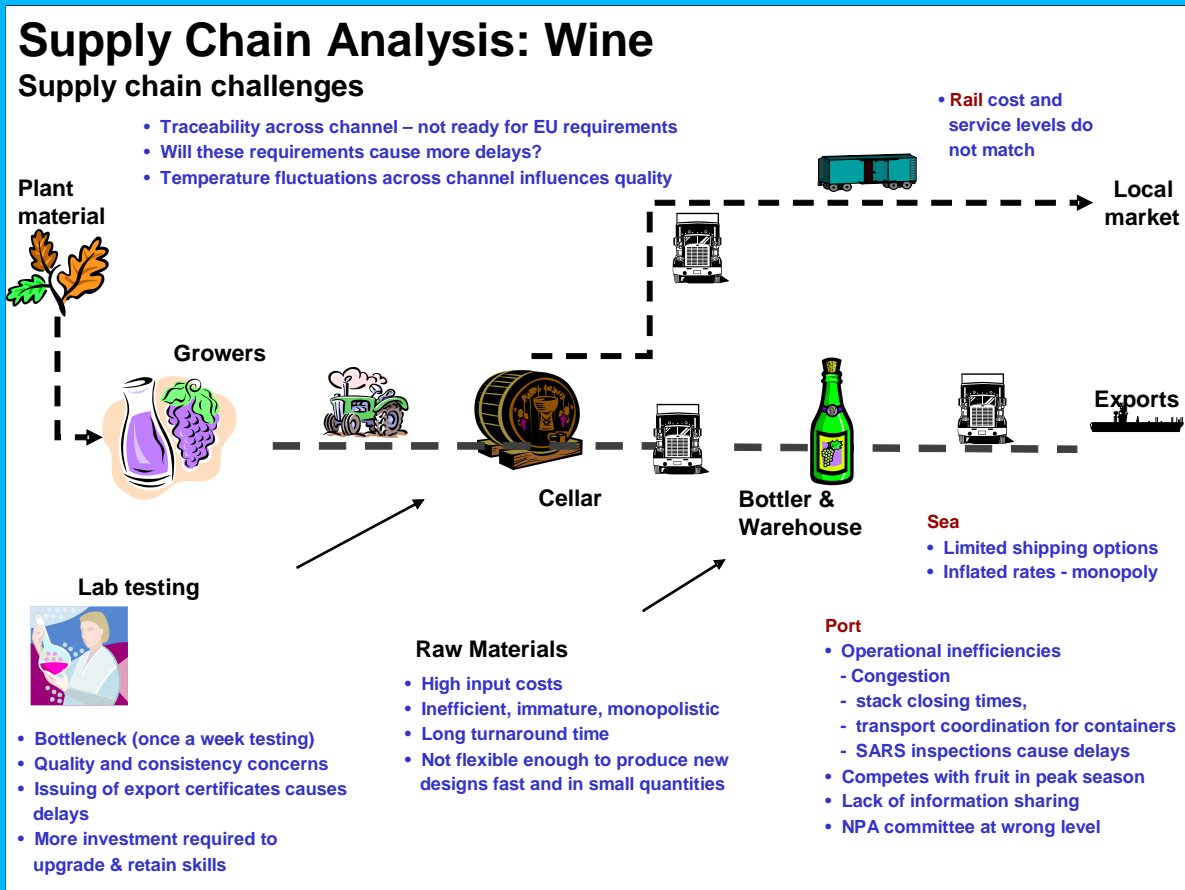 Supply Chain Analysis: Wine
Supply chain challenges
• Traceability across channel – not ready for EU requirements
• Will these requirements cause more delays?
• Temperature fluctuations across channel influences quality
• Rail cost and
service levels do
not match
Plant
material
Local
market
Growers
Exports
Cellar
Bottler &
Warehouse
Sea
• Limited shipping options
• Inflated rates - monopoly
Lab testing
• Bottleneck (once a week testing)
• Quality and consistency concerns
• Issuing of export certificates causes
delays
• More investment required to
upgrade & retain skills
Raw Materials
• High input costs
• Inefficient, immature, monopolistic
• Long turnaround time
• Not flexible enough to produce new
designs fast and in small quantities
Port
• Operational inefficiencies
- Congestion
- stack closing times,
- transport coordination for containers
- SARS inspections cause delays
• Competes with fruit in peak season
• Lack of information sharing
• NPA committee at wrong level